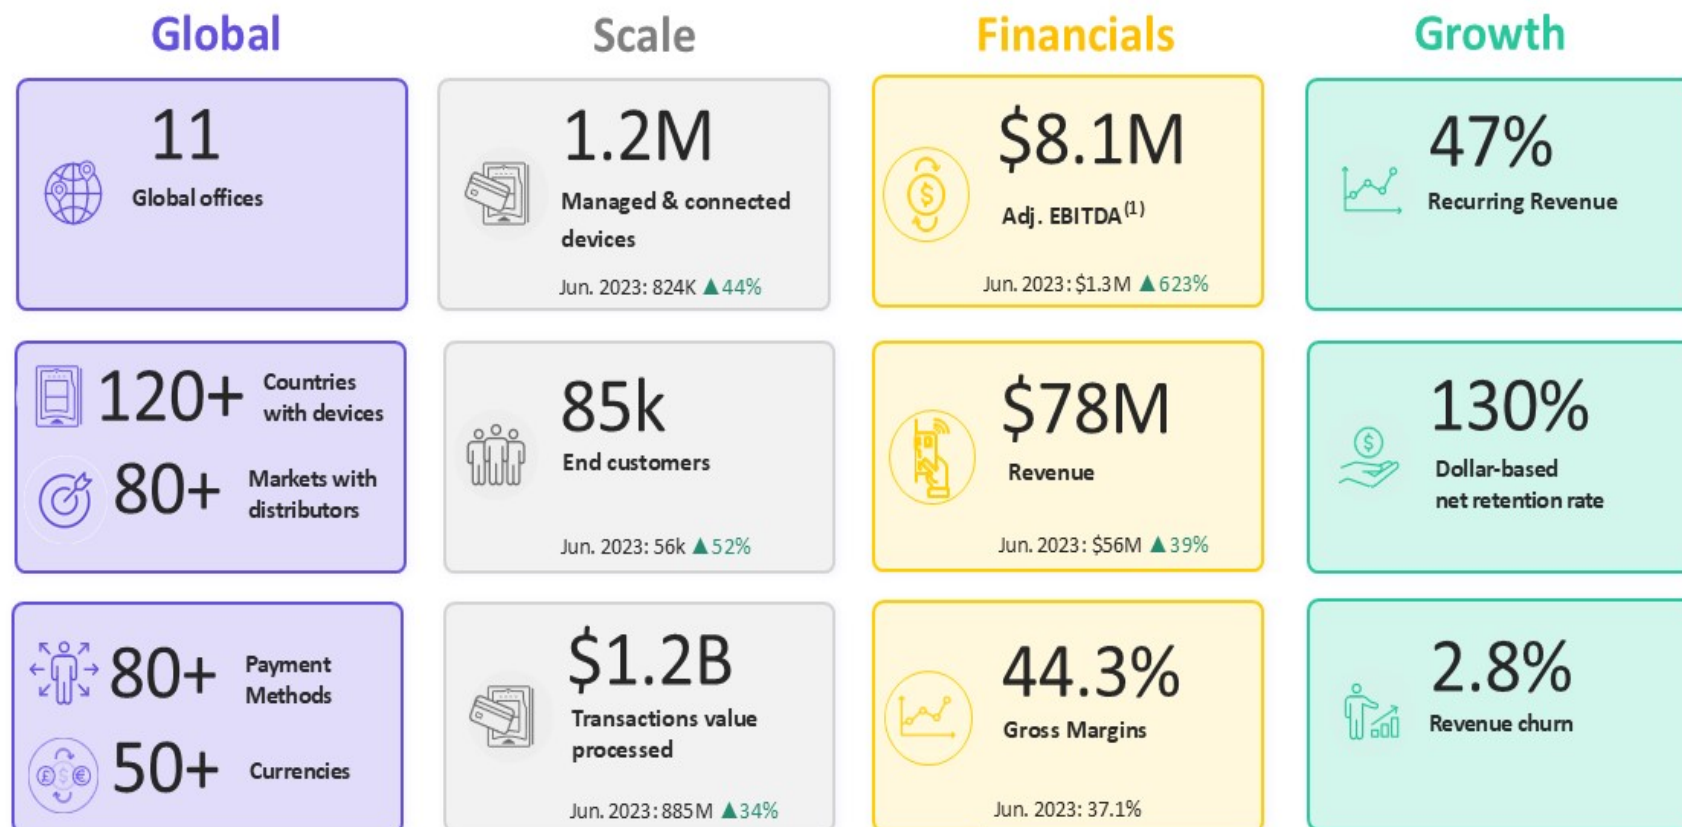 Global
11
Global offices
120+ Countries
with devices
80+ Markets with
distributors
80+ Payment
Methods
50+ Currencies
Scale
1.2M
Managed & connected
devices
Jun. 2023: 824K ▲44%
85k
End customers
Jun. 2023: 56k ▲52%
$1.2B
Transactions value
processed
Jun. 2023: 885M ▲34%
Financials
$8.1M
Adj. EBITDA(1)
Jun. 2023: $1.3M ▲623%
$78M
Revenue
Jun. 2023: $56M ▲39%
44.3%
Gross Margins
Jun. 2023: 37.1%
Growth
47%
Recurring Revenue
130%
Dollar-based
net retention rate
2.8%
Revenue churn